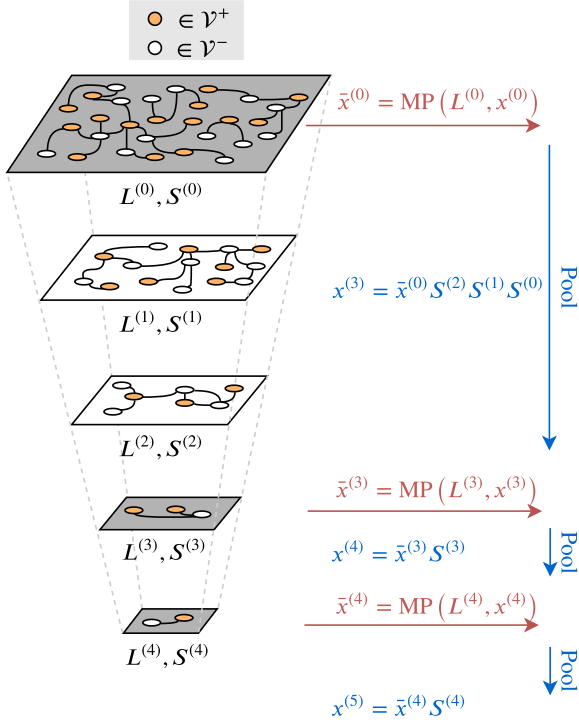 ∈ 𝒱⁺
∈ 𝒱⁻
x̄⁽⁰⁾ = MP(L⁽⁰⁾, x⁽⁰⁾)
L⁽⁰⁾, S⁽⁰⁾
x⁽³⁾ = x̄⁽⁰⁾S⁽²⁾S⁽¹⁾S⁽⁰⁾
Pool
L⁽¹⁾, S⁽¹⁾
L⁽²⁾, S⁽²⁾
x̄⁽³⁾ = MP(L⁽³⁾, x⁽³⁾)
L⁽³⁾, S⁽³⁾
x⁽⁴⁾ = x̄⁽³⁾S⁽³⁾
Pool
x̄⁽⁴⁾ = MP(L⁽⁴⁾, x⁽⁴⁾)
L⁽⁴⁾, S⁽⁴⁾
Pool
x⁽⁵⁾ = x̄⁽⁴⁾S⁽⁴⁾